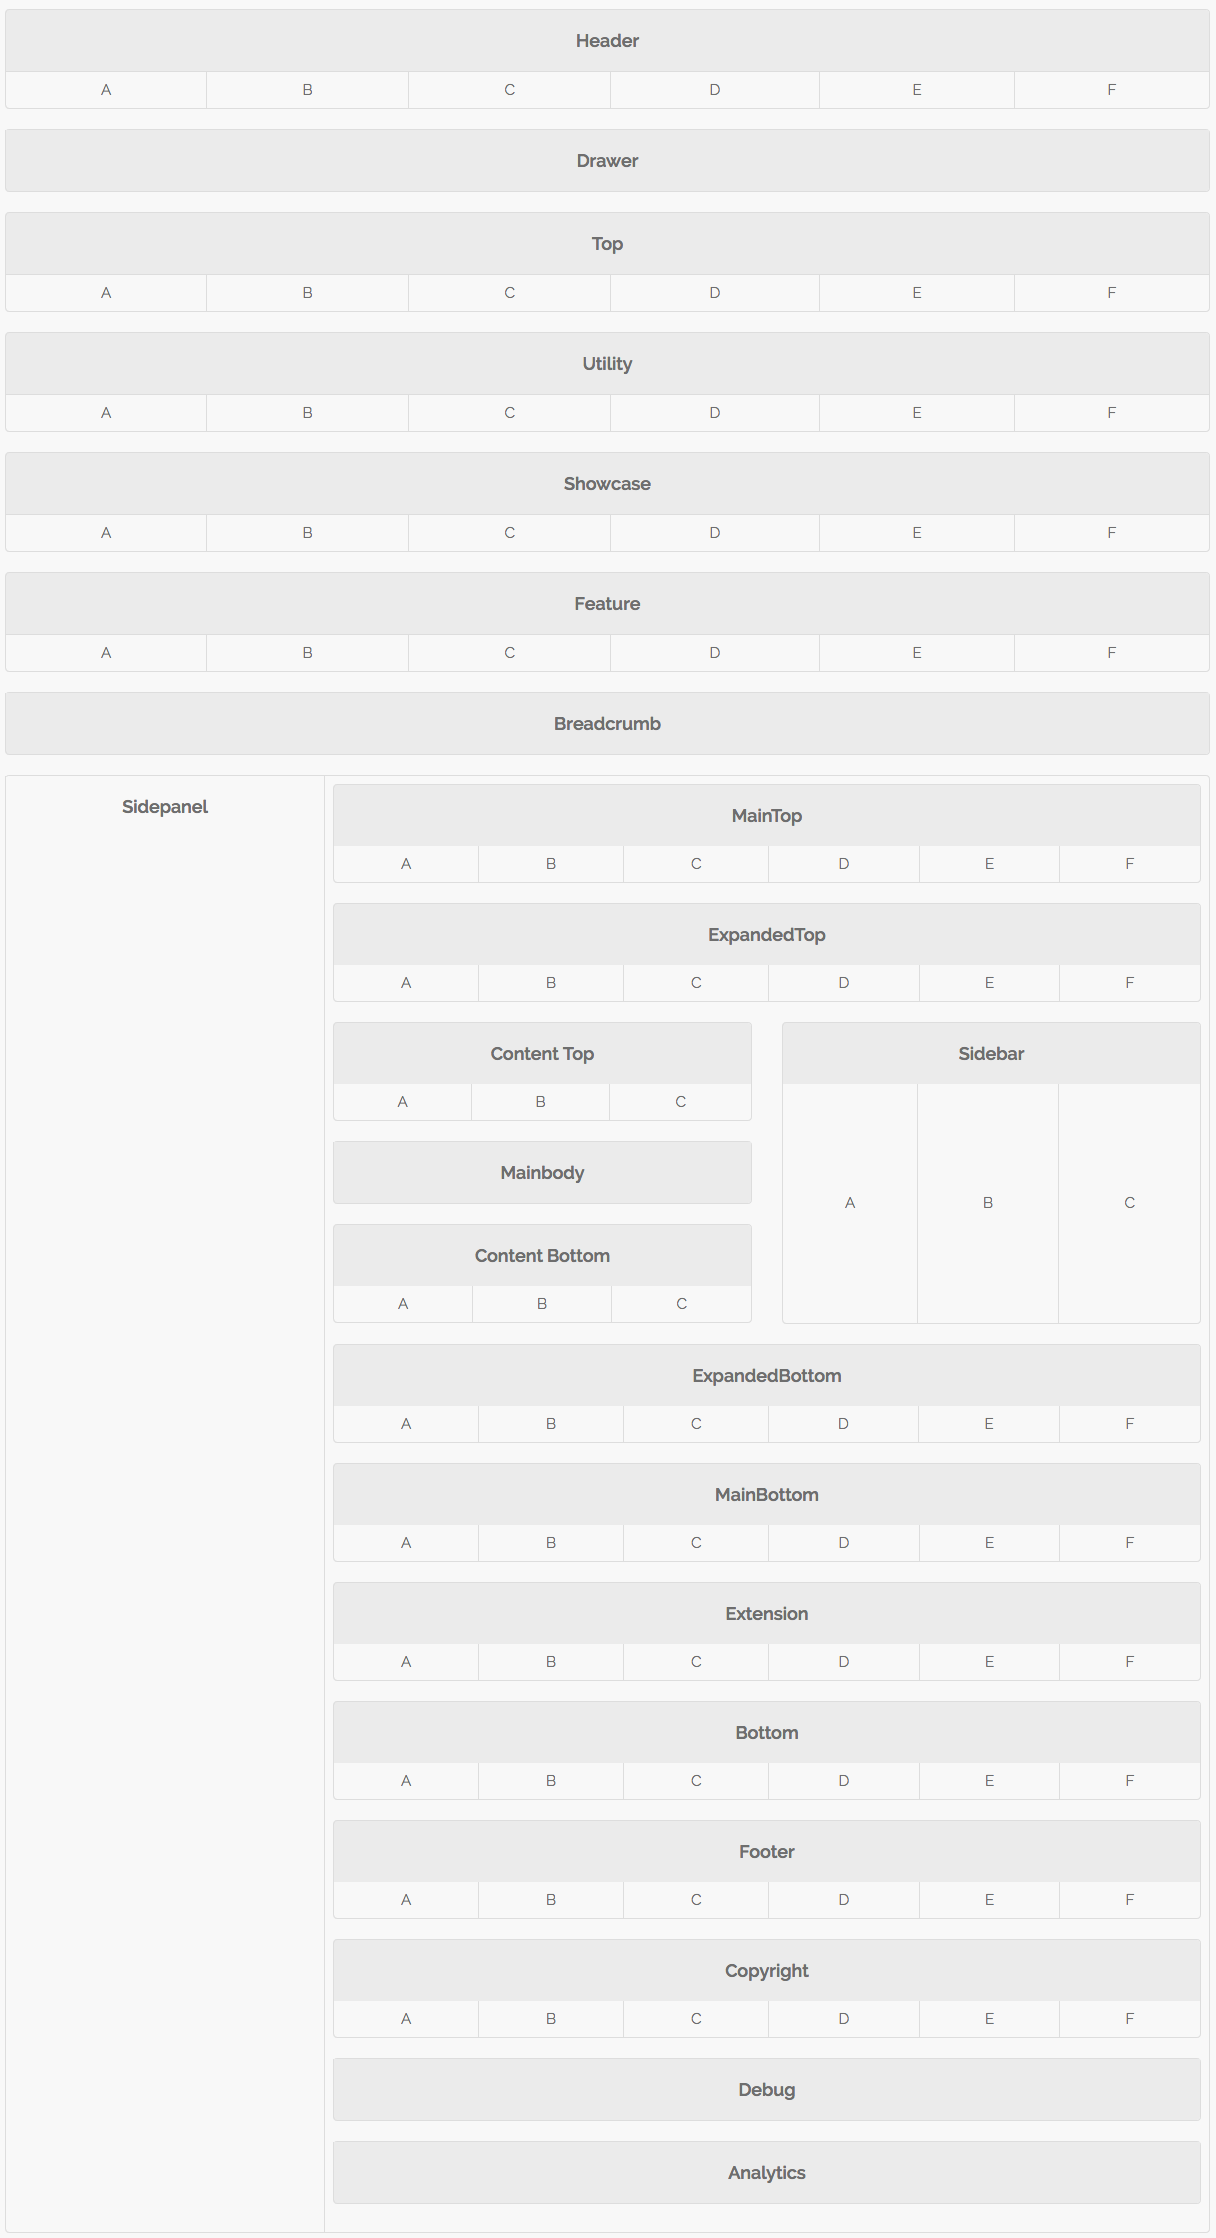 Header
A B C D E F
Drawer
Top
A B C D E F
Utility
A B C D E F
Showcase
A B C D E F
Feature
A B C D E F
Breadcrumb
Sidepanel
MainTop
A B C D E F
ExpandedTop
A B C D E F
Content Top
A B C
Mainbody
Content Bottom
A B C
Sidebar
A B C
ExpandedBottom
A B C D E F
MainBottom
A B C D E F
Extension
A B C D E F
Bottom
A B C D E F
Footer
A B C D E F
Copyright
A B C D E F
Debug
Analytics